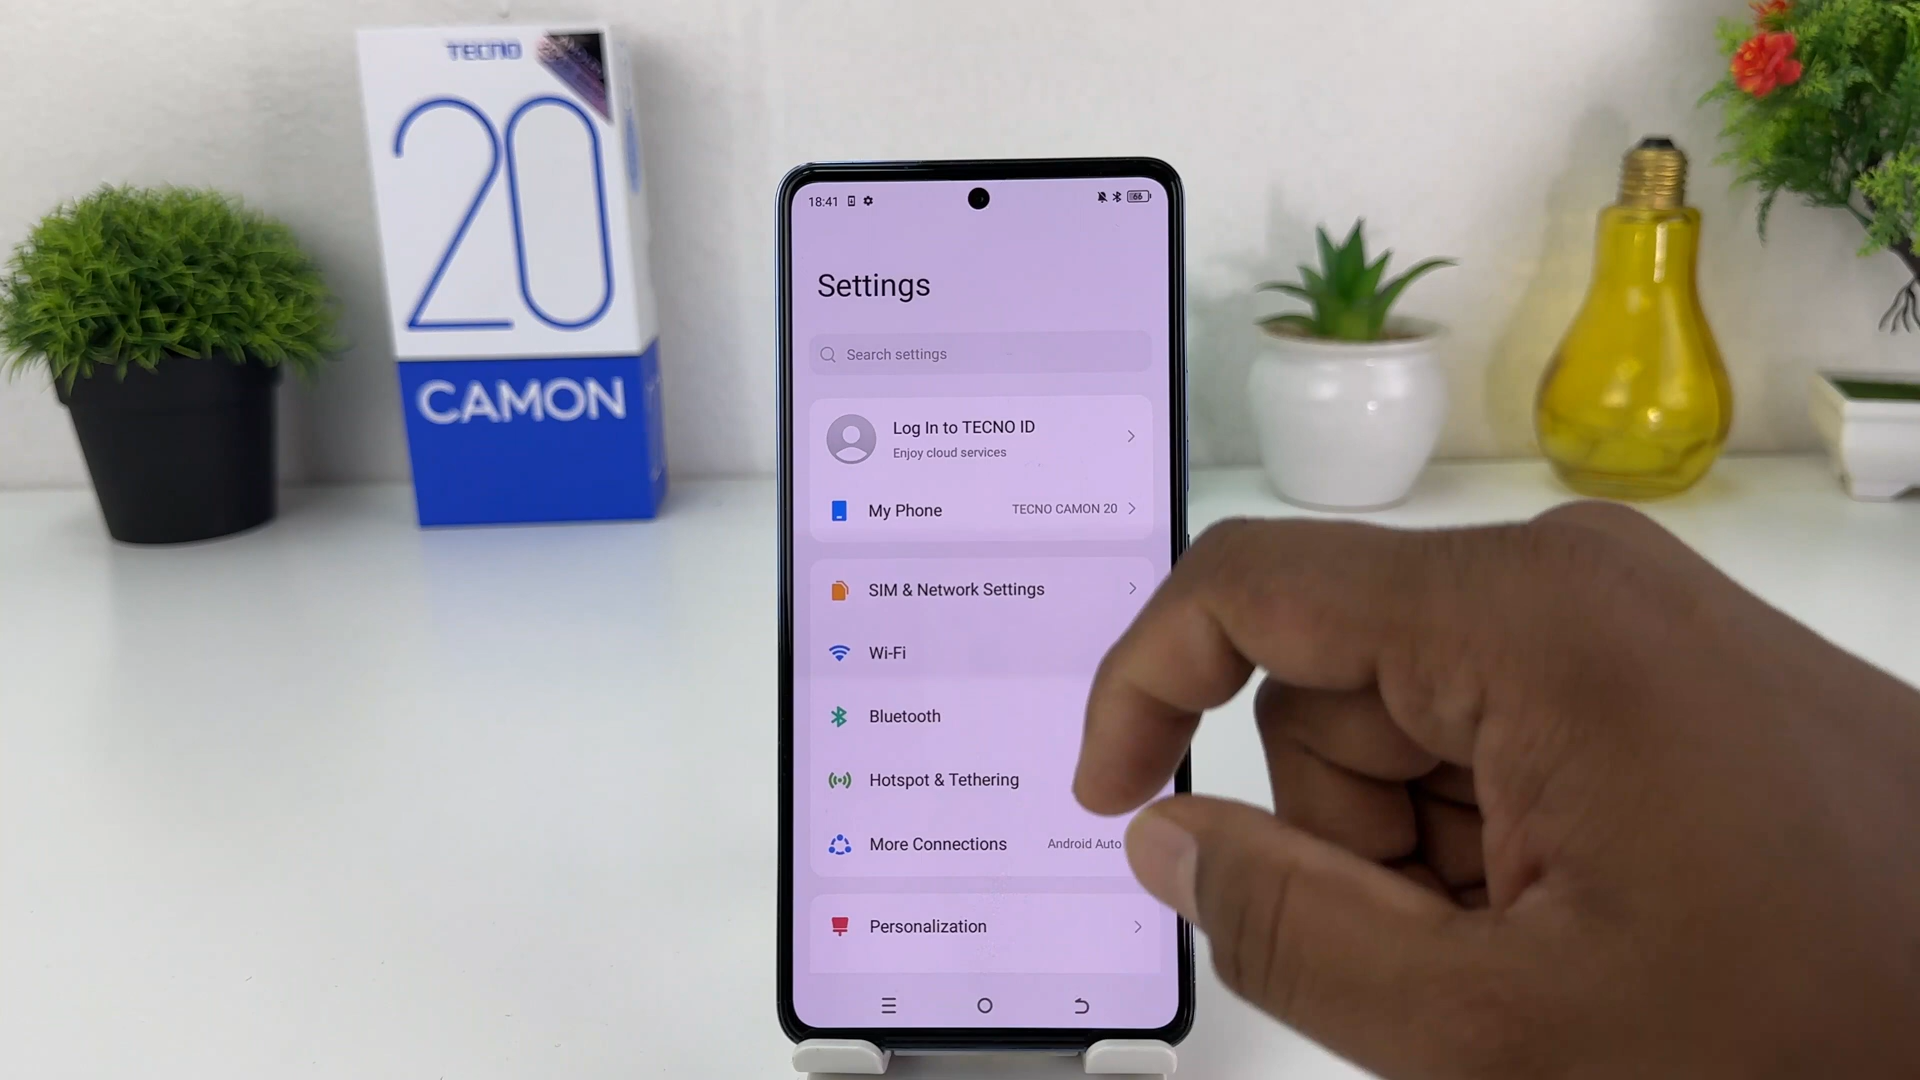 TECNO
20
CAMON
18:41
66
Settings
Search settings
Log In to TECNO ID
Enjoy cloud services
My Phone
TECNO CAMON 20
SIM & Network Settings
Wi-Fi
Bluetooth
Hotspot & Tethering
More Connections
Android Auto
Personalization